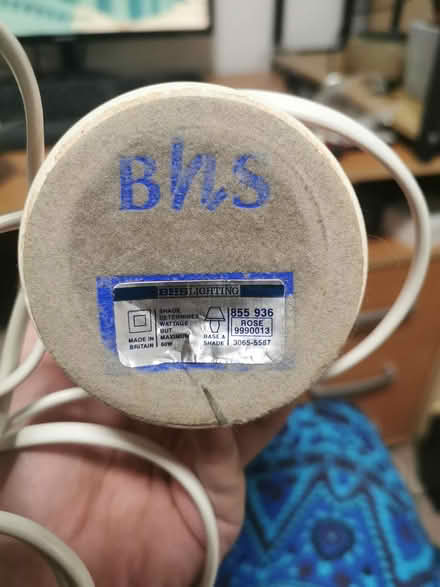 BhS
BHS LIGHTING
SHADE
DETERMINES
WATTAGE
BUT
MAXIMUM
60W
MADE IN
BRITAIN
BASE &
SHADE
855 936
ROSE
9990013
3065-5587